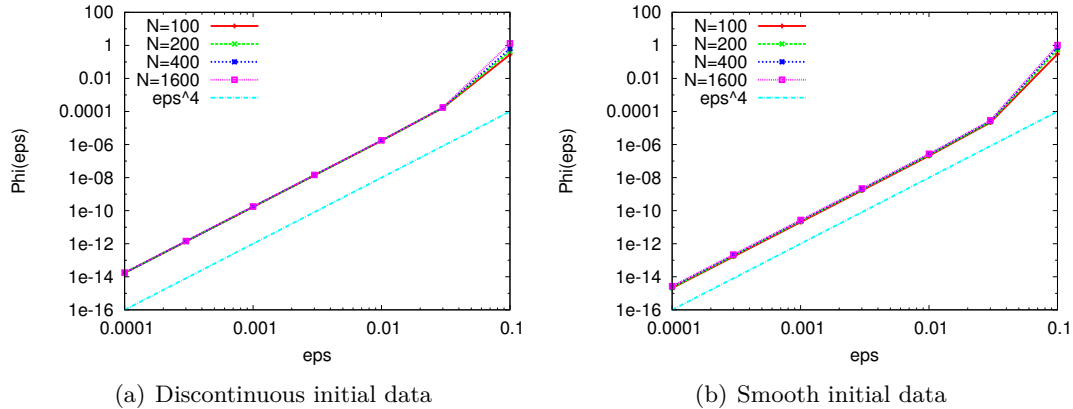 N=100
N=200
N=400
N=1600
eps^4
1
0.01
0.0001
1e-06
1e-08
1e-10
1e-12
1e-14
1e-16
Phi(eps)
0.0001
0.001
0.01
0.1
eps
(a) Discontinuous initial data
N=100
N=200
N=400
N=1600
eps^4
1
0.01
0.0001
1e-06
1e-08
1e-10
1e-12
1e-14
1e-16
Phi(eps)
0.0001
0.001
0.01
0.1
eps
(b) Smooth initial data